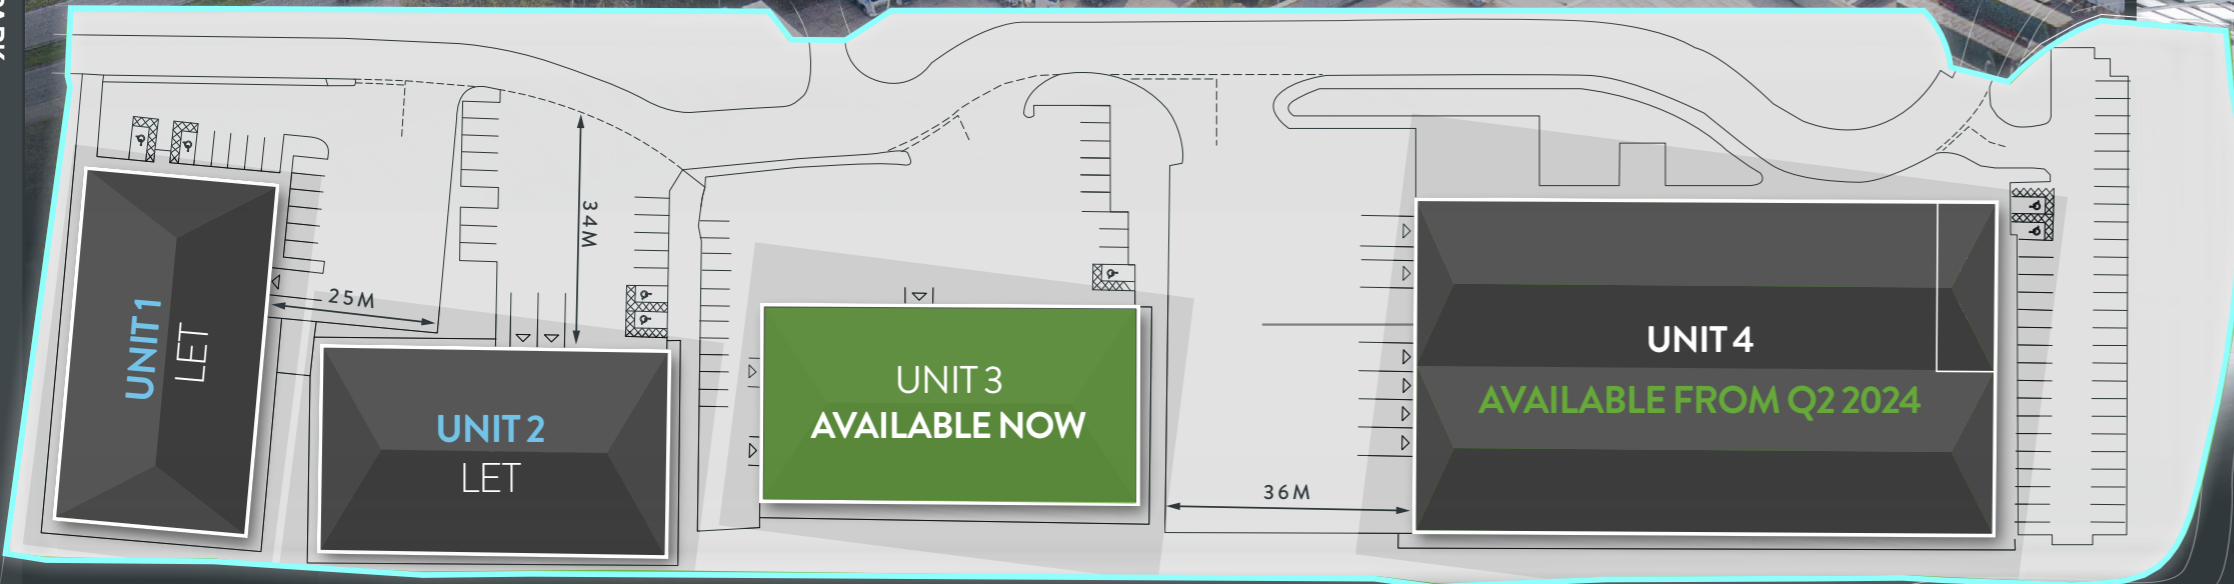 PARK
UNIT 1
LET
25M
34M
UNIT 2
LET
UNIT 3
AVAILABLE NOW
36M
UNIT 4
AVAILABLE FROM Q2 2024